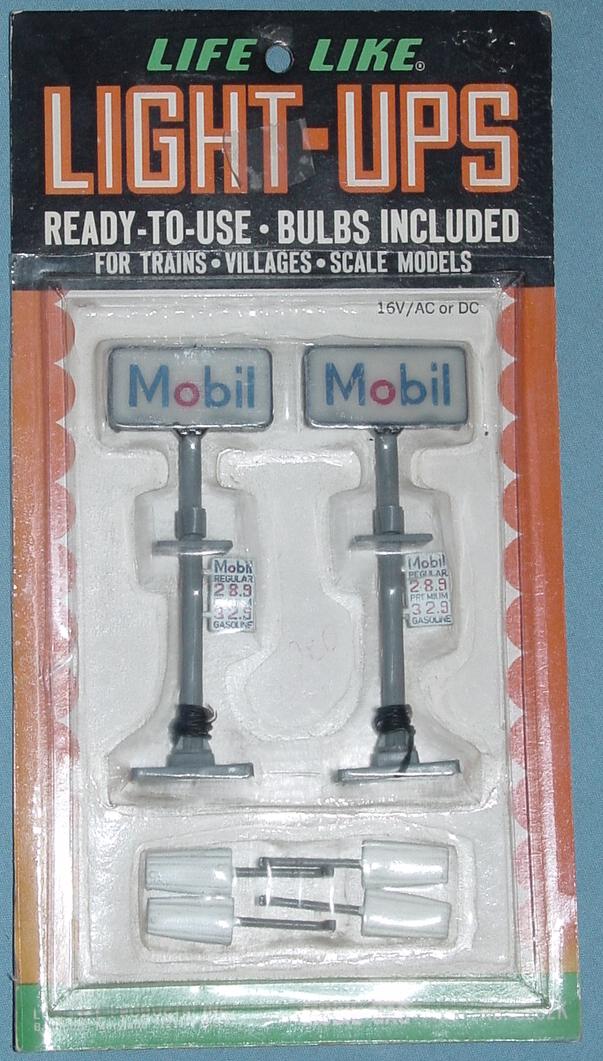 LIFE LIKE®
LIGHT-UPS
READY-TO-USE • BULBS INCLUDED
FOR TRAINS • VILLAGES • SCALE MODELS
16V/AC or DC
Mobil
Mobil
Mobil
REGULAR
28.9
32.9
GASOLINE
Mobil
REGULAR
28.9
PREMIUM
32.9
GASOLINE